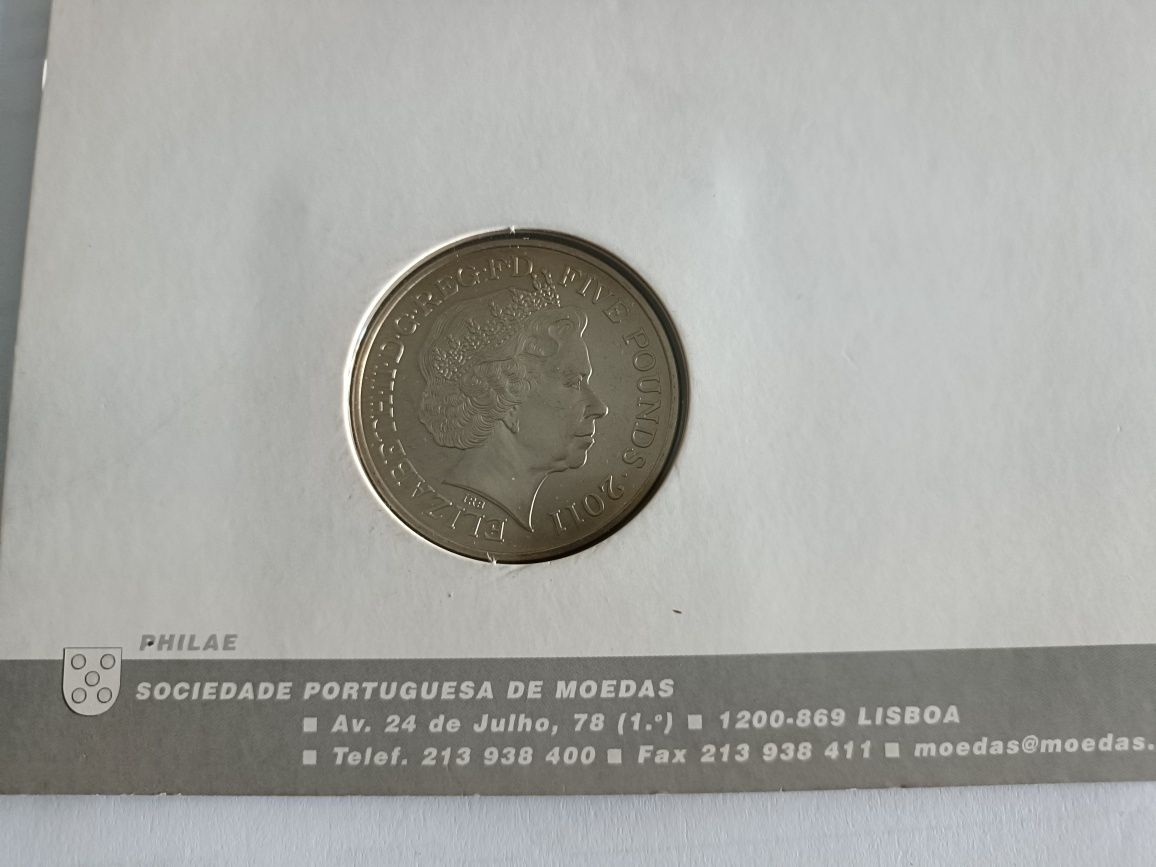 ELIZABETH·II·D·G·REG·F·D· FIVE POUNDS·2011
IRB
PHILAE
SOCIEDADE PORTUGUESA DE MOEDAS
■ Av. 24 de Julho, 78 (1.º) ■ 1200-869 LISBOA
■ Telef. 213 938 400 ■ Fax 213 938 411 ■ moedas@moedas.